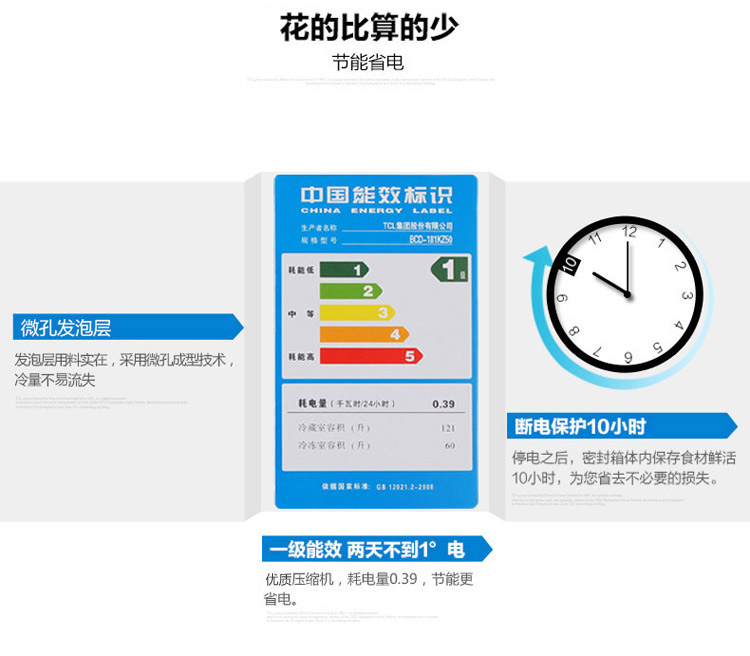 花的比算的少
节能省电
中国能效标识
CHINA ENERGY LABEL
生产者名称 TCL集团股份有限公司
规格型号 BCD-181KZ50
耗能低 1 1级
2
中 等 3
4
耗能高 5
耗电量（千瓦时/24小时） 0.39
冷藏室容积（升） 121
冷冻室容积（升） 60
依据国家标准：GB 12021.2-2008
微孔发泡层
发泡层用料实在，采用微孔成型技术，
冷量不易流失
12
1
2
3
4
5
6
7
8
9
10
11
断电保护10小时
停电之后，密封箱体内保存食材鲜活
10小时，为您省去不必要的损失。
一级能效 两天不到1°电
优质压缩机，耗电量0.39，节能更
省电。